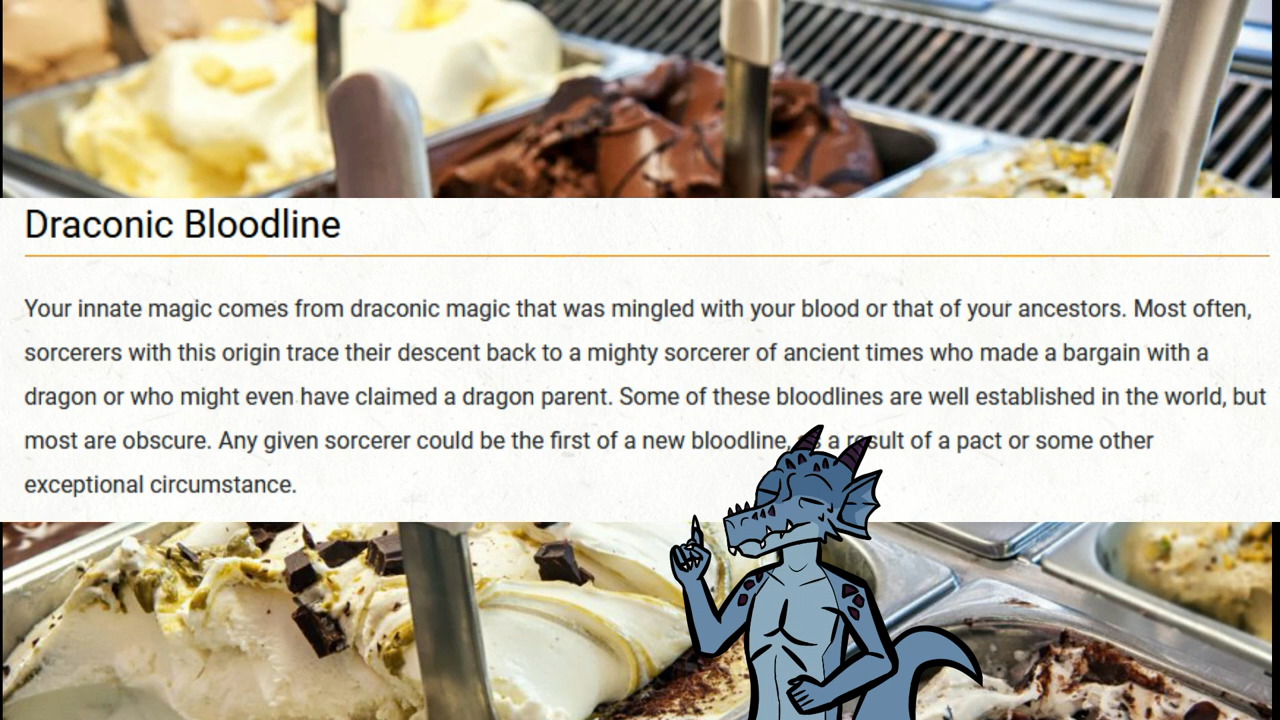 Draconic Bloodline
Your innate magic comes from draconic magic that was mingled with your blood or that of your ancestors. Most often,
sorcerers with this origin trace their descent back to a mighty sorcerer of ancient times who made a bargain with a
dragon or who might even have claimed a dragon parent. Some of these bloodlines are well established in the world, but
most are obscure. Any given sorcerer could be the first of a new bloodline, as a result of a pact or some other
exceptional circumstance.